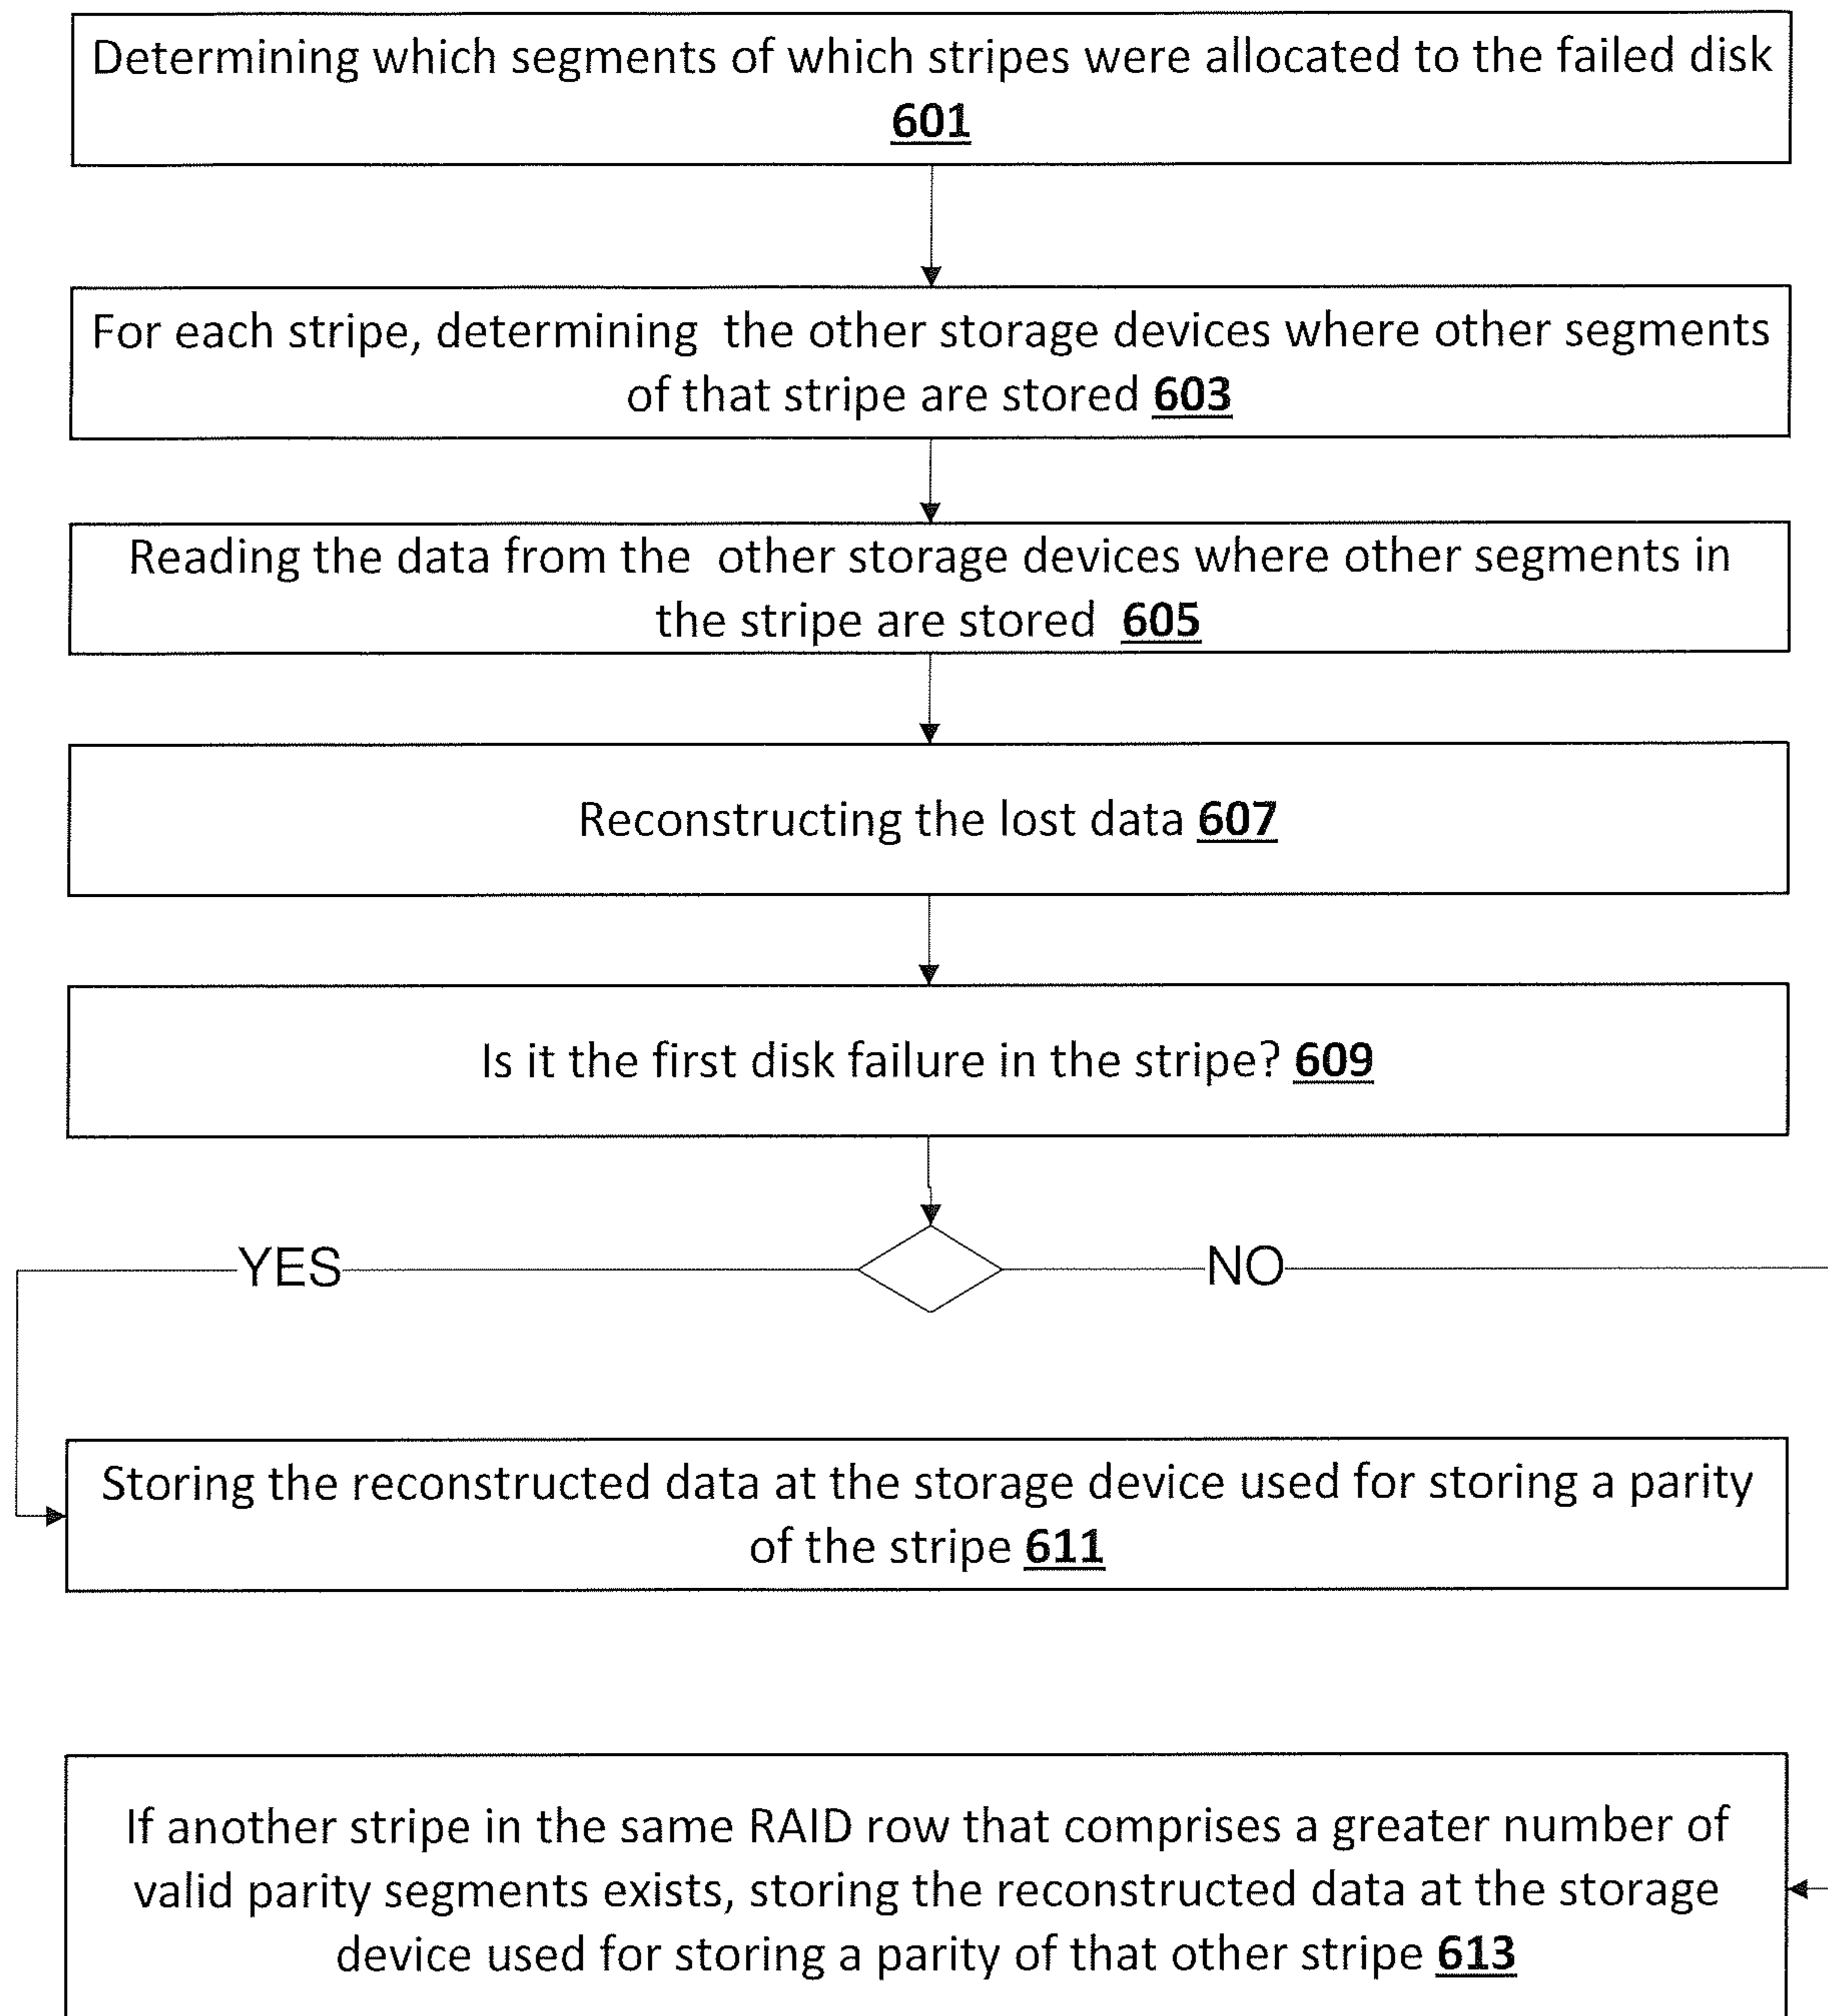 Determining which segments of which stripes were allocated to the failed disk
601
For each stripe, determining the other storage devices where other segments
of that stripe are stored 603
Reading the data from the other storage devices where other segments in
the stripe are stored 605
Reconstructing the lost data 607
Is it the first disk failure in the stripe? 609
YES
NO
Storing the reconstructed data at the storage device used for storing a parity
of the stripe 611
If another stripe in the same RAID row that comprises a greater number of
valid parity segments exists, storing the reconstructed data at the storage
device used for storing a parity of that other stripe 613